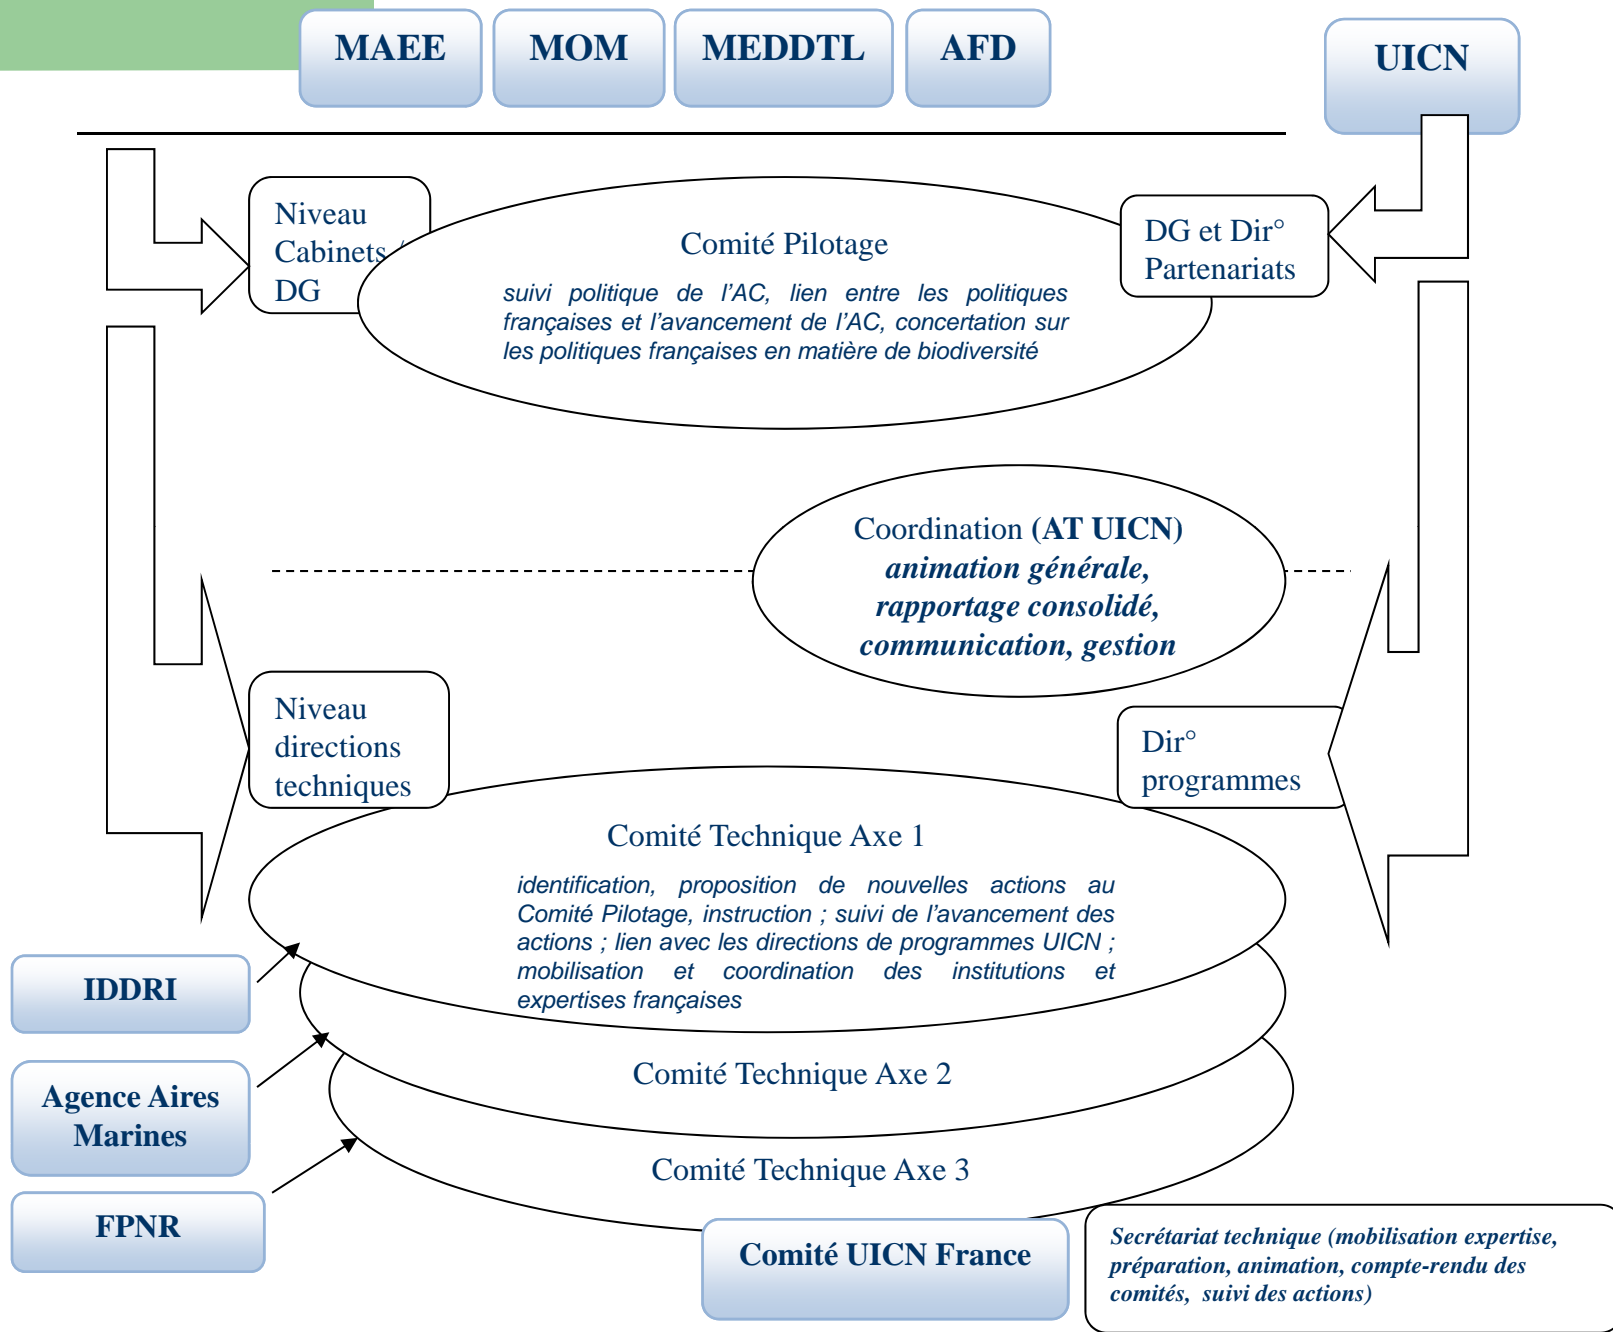 MAEE
MOM
MEDDTL
AFD
UICN
Niveau
Cabinets /
DG
Comité Pilotage
suivi politique de l’AC, lien entre les politiques
françaises et l’avancement de l’AC, concertation sur
les politiques françaises en matière de biodiversité
DG et Dir°
Partenariats
Coordination (AT UICN)
animation générale,
rapportage consolidé,
communication, gestion
Niveau
directions
techniques
Dir°
programmes
Comité Technique Axe 1
identification, proposition de nouvelles actions au
Comité Pilotage, instruction ; suivi de l’avancement des
actions ; lien avec les directions de programmes UICN ;
mobilisation et coordination des institutions et
expertises françaises
IDDRI
Agence Aires
Marines
FPNR
Comité Technique Axe 2
Comité Technique Axe 3
Comité UICN France
Secrétariat technique (mobilisation expertise,
préparation, animation, compte-rendu des
comités, suivi des actions)